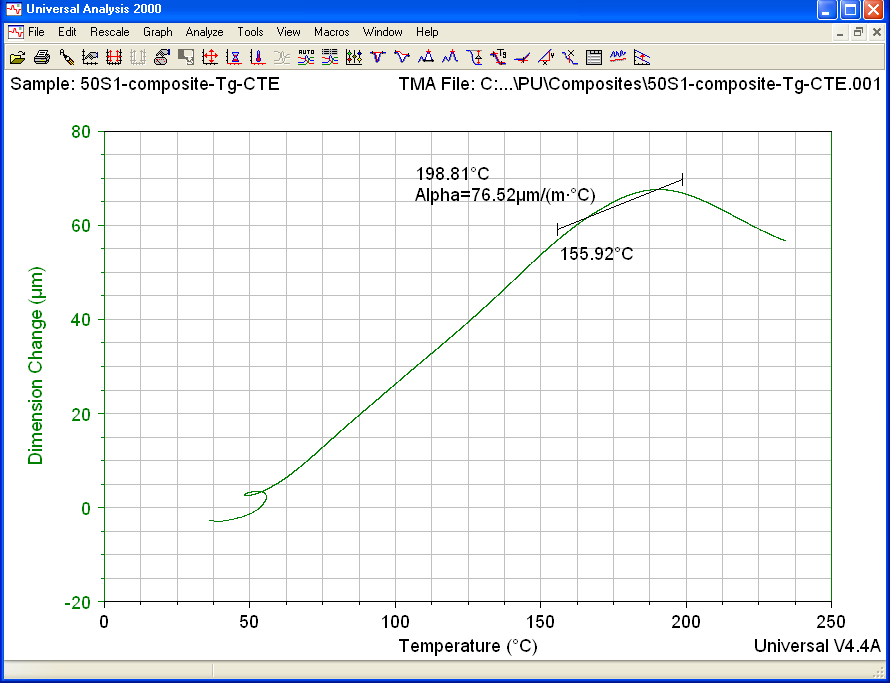 Universal Analysis 2000
File Edit Rescale Graph Analyze Tools View Macros Window Help
AUTO
Tg
Sample: 50S1-composite-Tg-CTE
TMA File: C:...\PU\Composites\50S1-composite-Tg-CTE.001
198.81°C
Alpha=76.52µm/(m·°C)
155.92°C
Dimension Change (µm)
80
60
40
20
0
-20
0 50 100 150 200 250
Temperature (°C)
Universal V4.4A